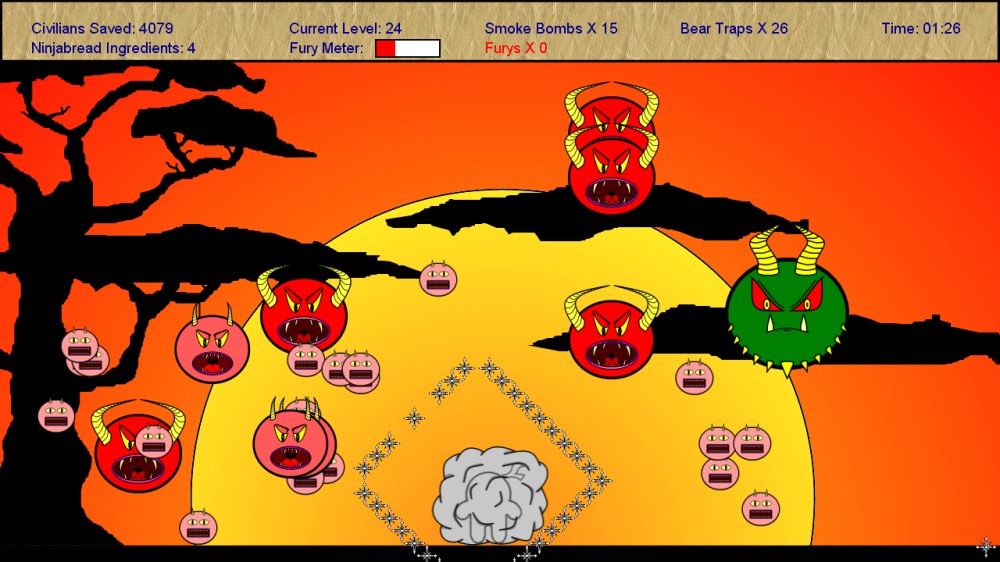 Civilians Saved: 4079 Current Level: 24 Smoke Bombs X 15 Bear Traps X 26 Time: 01:26
Ninjabread Ingredients: 4 Fury Meter: Furys X 0